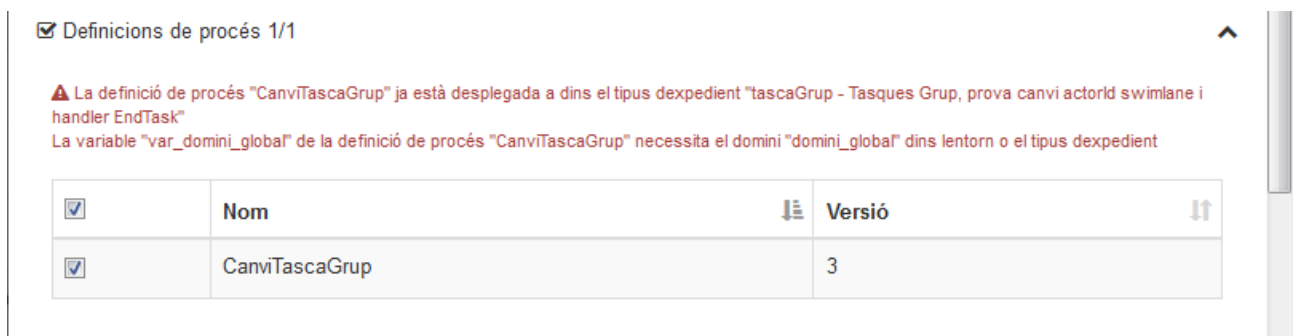 Definicions de procés 1/1
La definició de procés "CanviTascaGrup" ja està desplegada a dins el tipus dexpedient "tascaGrup - Tasques Grup, prova canvi actorId swimlane i
handler EndTask"
La variable "var_domini_global" de la definició de procés "CanviTascaGrup" necessita el domini "domini_global" dins lentorn o el tipus dexpedient
Nom Versió
CanviTascaGrup 3